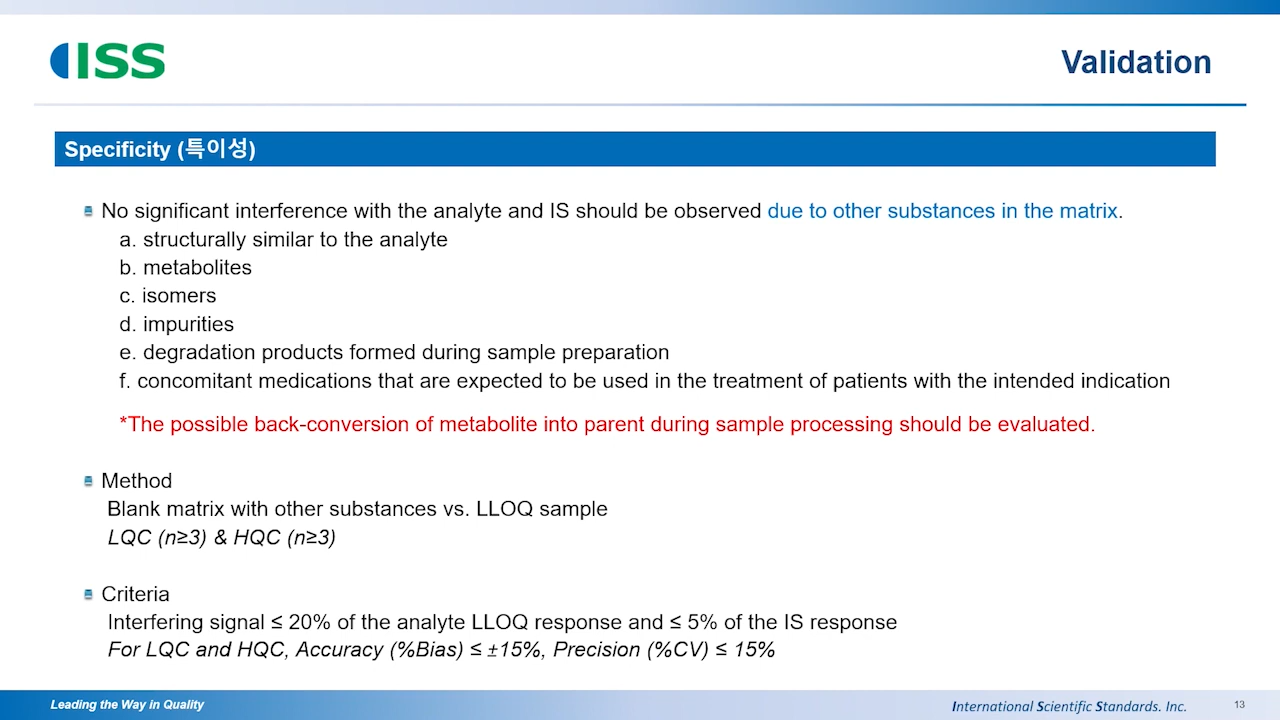 ISS
Validation
Specificity (특이성)
No significant interference with the analyte and IS should be observed due to other substances in the matrix.
a. structurally similar to the analyte
b. metabolites
c. isomers
d. impurities
e. degradation products formed during sample preparation
f. concomitant medications that are expected to be used in the treatment of patients with the intended indication
*The possible back-conversion of metabolite into parent during sample processing should be evaluated.
Method
Blank matrix with other substances vs. LLOQ sample
LQC (n≥3) & HQC (n≥3)
Criteria
Interfering signal ≤ 20% of the analyte LLOQ response and ≤ 5% of the IS response
For LQC and HQC, Accuracy (%Bias) ≤ ±15%, Precision (%CV) ≤ 15%
Leading the Way in Quality
International Scientific Standards. Inc.
13